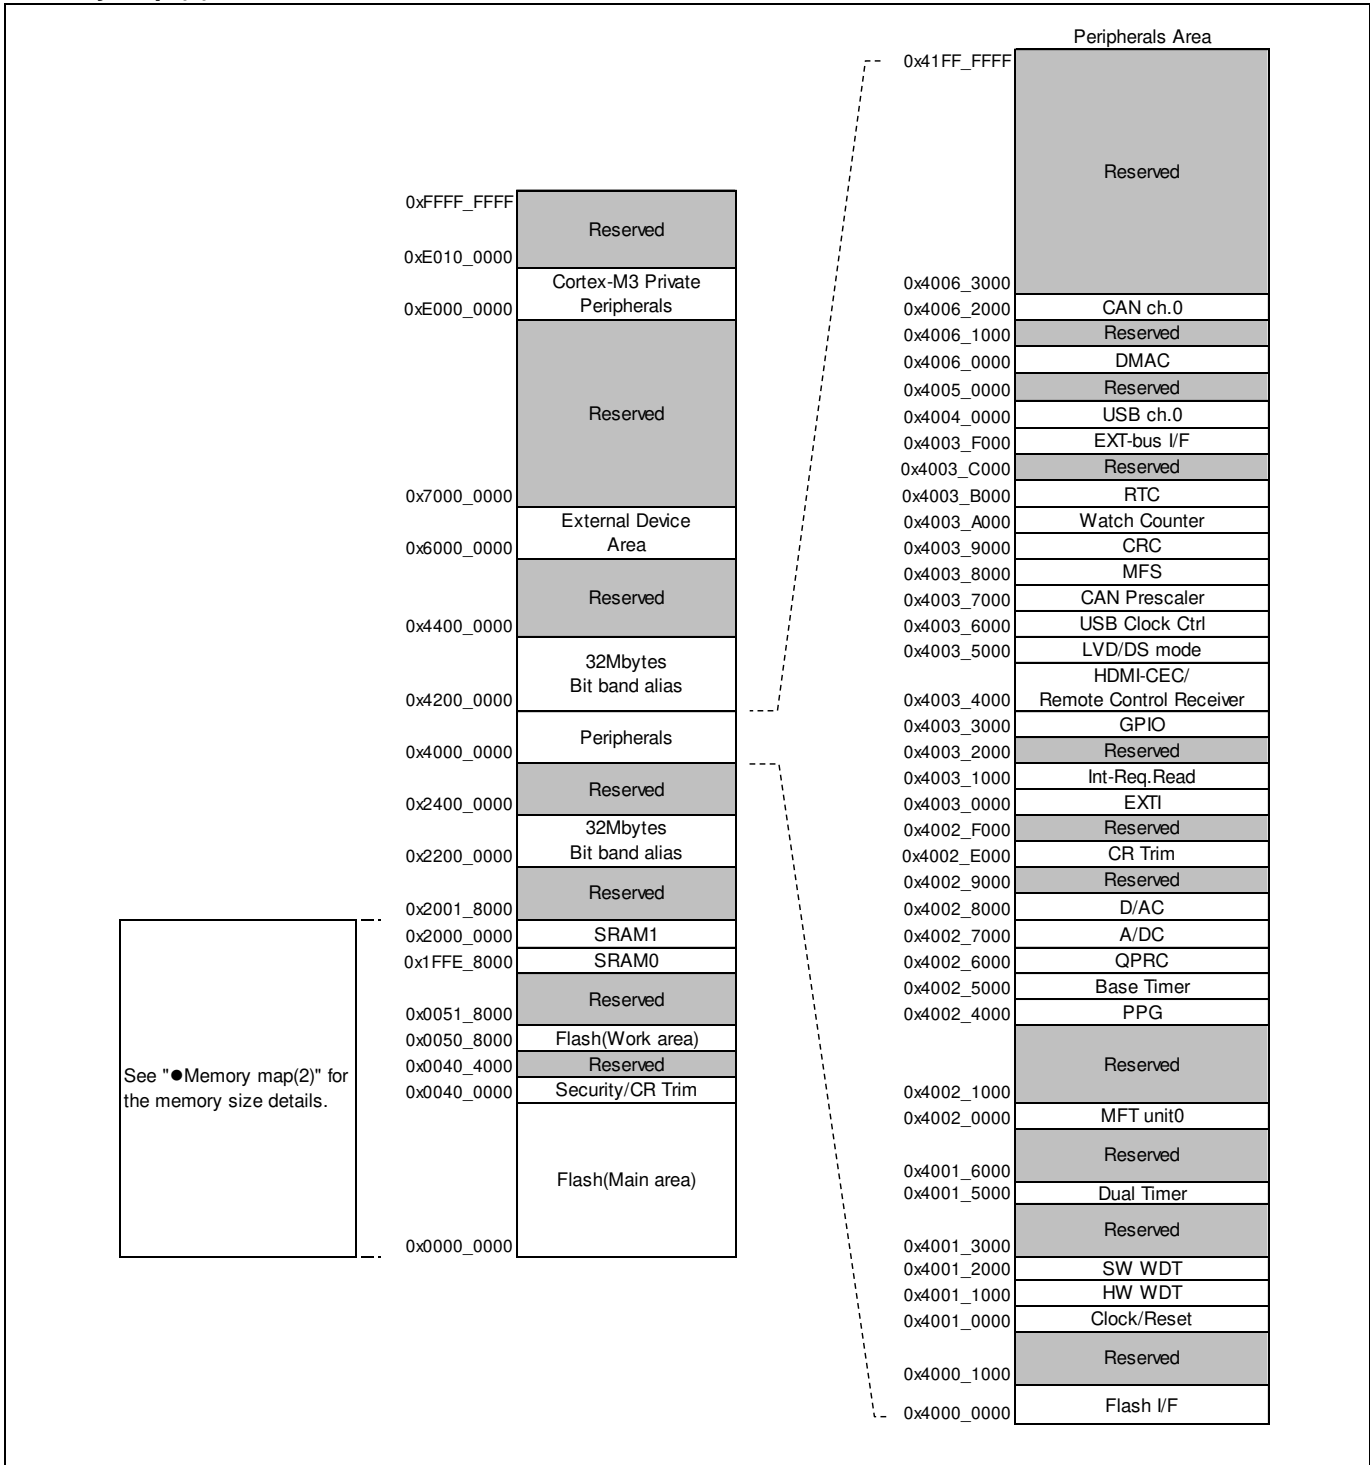 Peripherals Area
0x41FF_FFFF
Reserved
0xFFFF_FFFF
Reserved
0xE010_0000
Cortex-M3 Private
Peripherals
0xE000_0000
Reserved
0x7000_0000
External Device
Area
0x6000_0000
Reserved
0x4400_0000
32Mbytes
Bit band alias
0x4200_0000
Peripherals
0x4000_0000
Reserved
0x2400_0000
32Mbytes
Bit band alias
0x2200_0000
Reserved
0x2001_8000
0x2000_0000 SRAM1
0x1FFE_8000 SRAM0
Reserved
0x0051_8000
0x0050_8000 Flash(Work area)
0x0040_4000 Reserved
0x0040_0000 Security/CR Trim
Flash(Main area)
0x0000_0000
See "●Memory map(2)" for
the memory size details.
0x4006_3000
0x4006_2000 CAN ch.0
0x4006_1000 Reserved
0x4006_0000 DMAC
0x4005_0000 Reserved
0x4004_0000 USB ch.0
0x4003_F000 EXT-bus I/F
0x4003_C000 Reserved
0x4003_B000 RTC
0x4003_A000 Watch Counter
0x4003_9000 CRC
0x4003_8000 MFS
0x4003_7000 CAN Prescaler
0x4003_6000 USB Clock Ctrl
0x4003_5000 LVD/DS mode
HDMI-CEC/
0x4003_4000 Remote Control Receiver
0x4003_3000 GPIO
0x4003_2000 Reserved
0x4003_1000 Int-Req.Read
0x4003_0000 EXTI
0x4002_F000 Reserved
0x4002_E000 CR Trim
0x4002_9000 Reserved
0x4002_8000 D/AC
0x4002_7000 A/DC
0x4002_6000 QPRC
0x4002_5000 Base Timer
0x4002_4000 PPG
Reserved
0x4002_1000
0x4002_0000 MFT unit0
Reserved
0x4001_6000
0x4001_5000 Dual Timer
Reserved
0x4001_3000
0x4001_2000 SW WDT
0x4001_1000 HW WDT
0x4001_0000 Clock/Reset
Reserved
0x4000_1000
0x4000_0000 Flash I/F